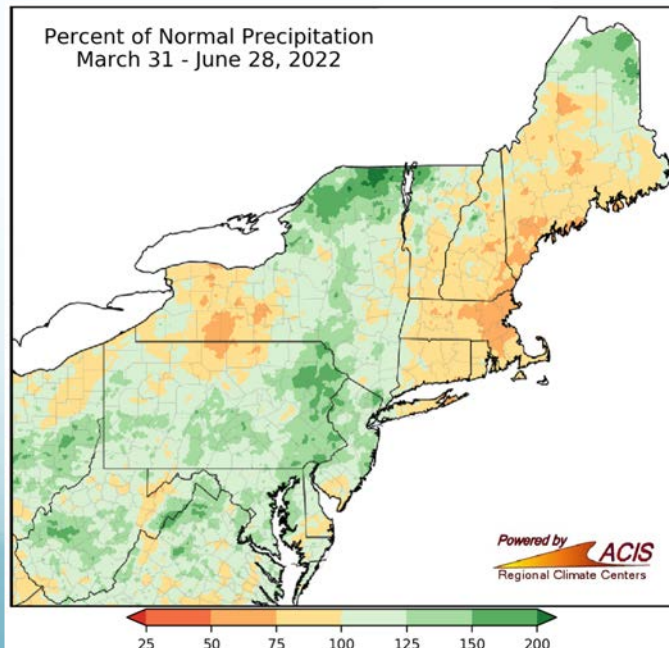 Percent of Normal Precipitation
March 31 - June 28, 2022
Powered by
ACIS
Regional Climate Centers
25 50 75 100 125 150 200